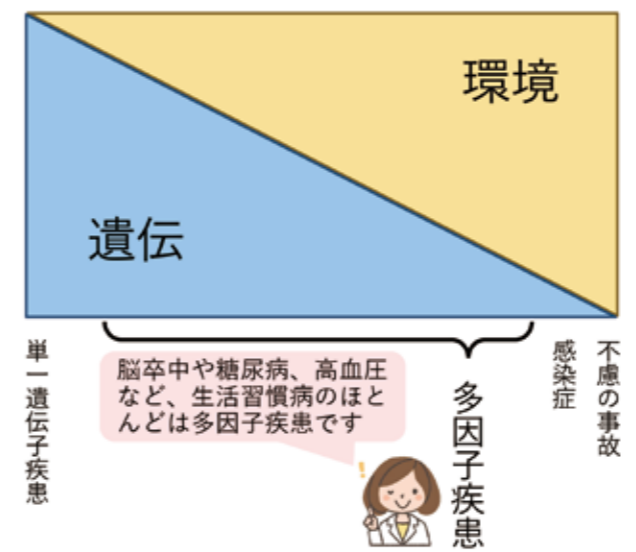 環境
遺伝
単一遺伝子疾患
脳卒中や糖尿病、高血圧
など、生活習慣病のほと
んどは多因子疾患です
!
多因子疾患
感染症
不慮の事故